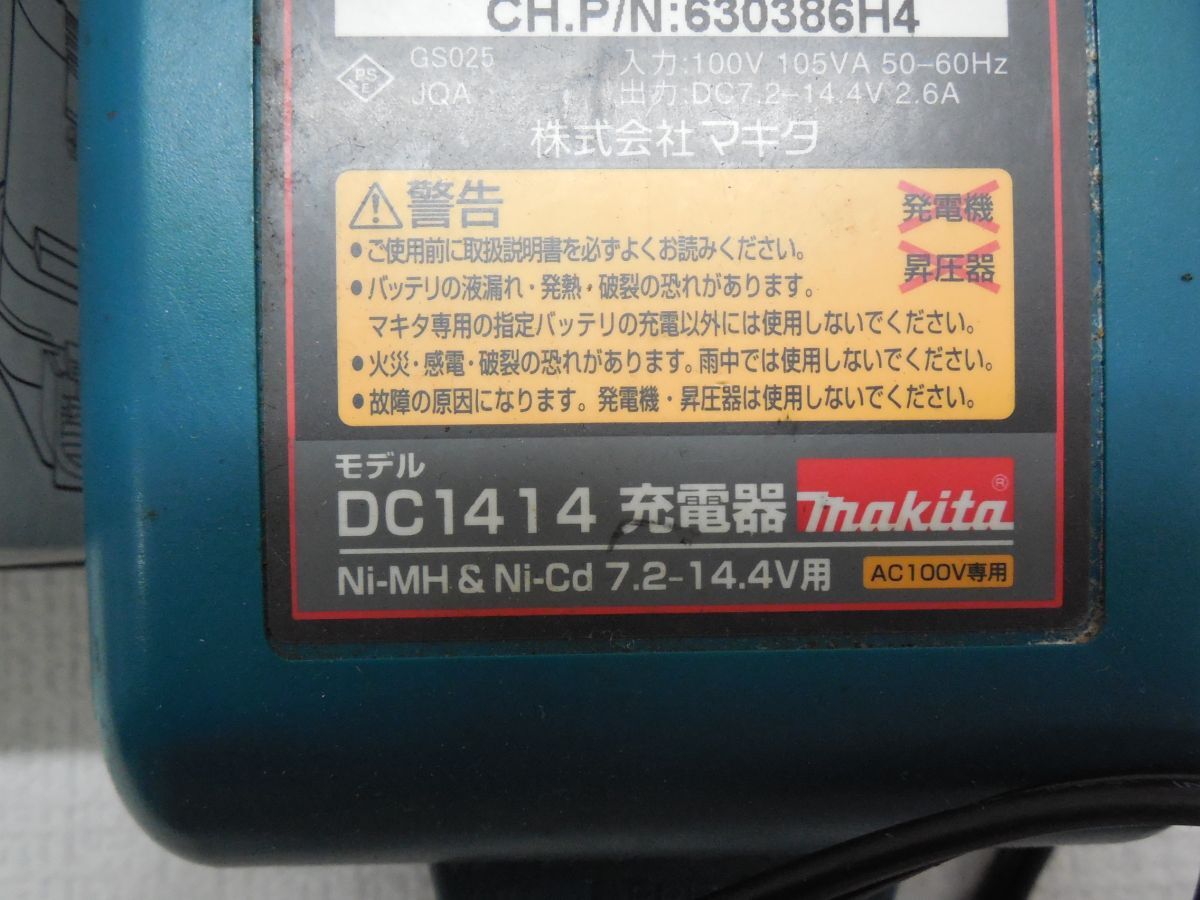 CH.P/N:630386H4
PS
E
GS025
JQA
入力:100V 105VA 50-60Hz
出力:DC7.2-14.4V 2.6A
株式会社マキタ
警告
発電機
昇圧器
●ご使用前に取扱説明書を必ずよくお読みください。
●バッテリの液漏れ・発熱・破裂の恐れがあります。
マキタ専用の指定バッテリの充電以外には使用しないでください。
●火災・感電・破裂の恐れがあります。雨中では使用しないでください。
●故障の原因になります。発電機・昇圧器は使用しないでください。
モデル
DC1414 充電器
makita®
Ni-MH & Ni-Cd 7.2-14.4V用
AC100V専用